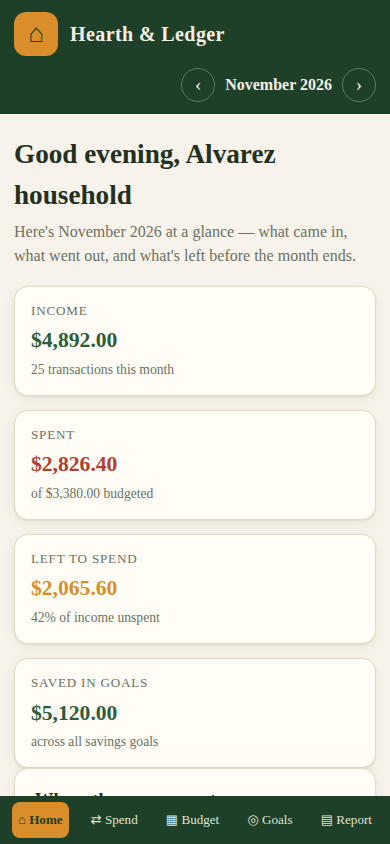 ⌂ Hearth & Ledger
‹ November 2026 ›
Good evening, Alvarez
household
Here's November 2026 at a glance — what came in,
what went out, and what's left before the month ends.
INCOME
$4,892.00
25 transactions this month
SPENT
$2,826.40
of $3,380.00 budgeted
LEFT TO SPEND
$2,065.60
42% of income unspent
SAVED IN GOALS
$5,120.00
across all savings goals
⌂ Home ⇄ Spend ▦ Budget ◎ Goals ▤ Report